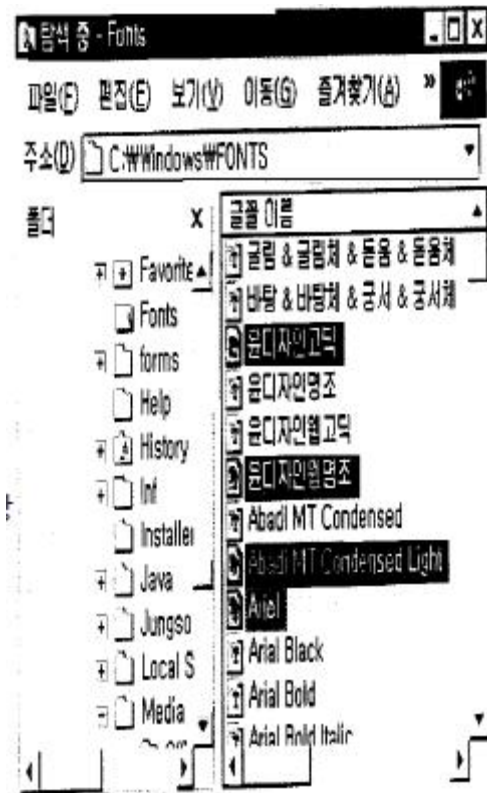 탐색 중 - Fonts
파일(F) 편집(E) 보기(V) 이동(G) 즐겨찾기(A) »
주소(D) C:₩Windows₩FONTS
폴더 X
Favorite
Fonts
forms
Help
History
Inf
Installer
Java
Jungso
Local S
Media
글꼴 이름
굴림 & 굴림체 & 돋움 & 돋움체
바탕 & 바탕체 & 궁서 & 궁서체
윤디자인고딕
윤디자인명조
윤디자인웹고딕
윤디자인웹명조
Abadi MT Condensed
Abadi MT Condensed Light
Arial
Arial Black
Arial Bold
Arial Bold Italic